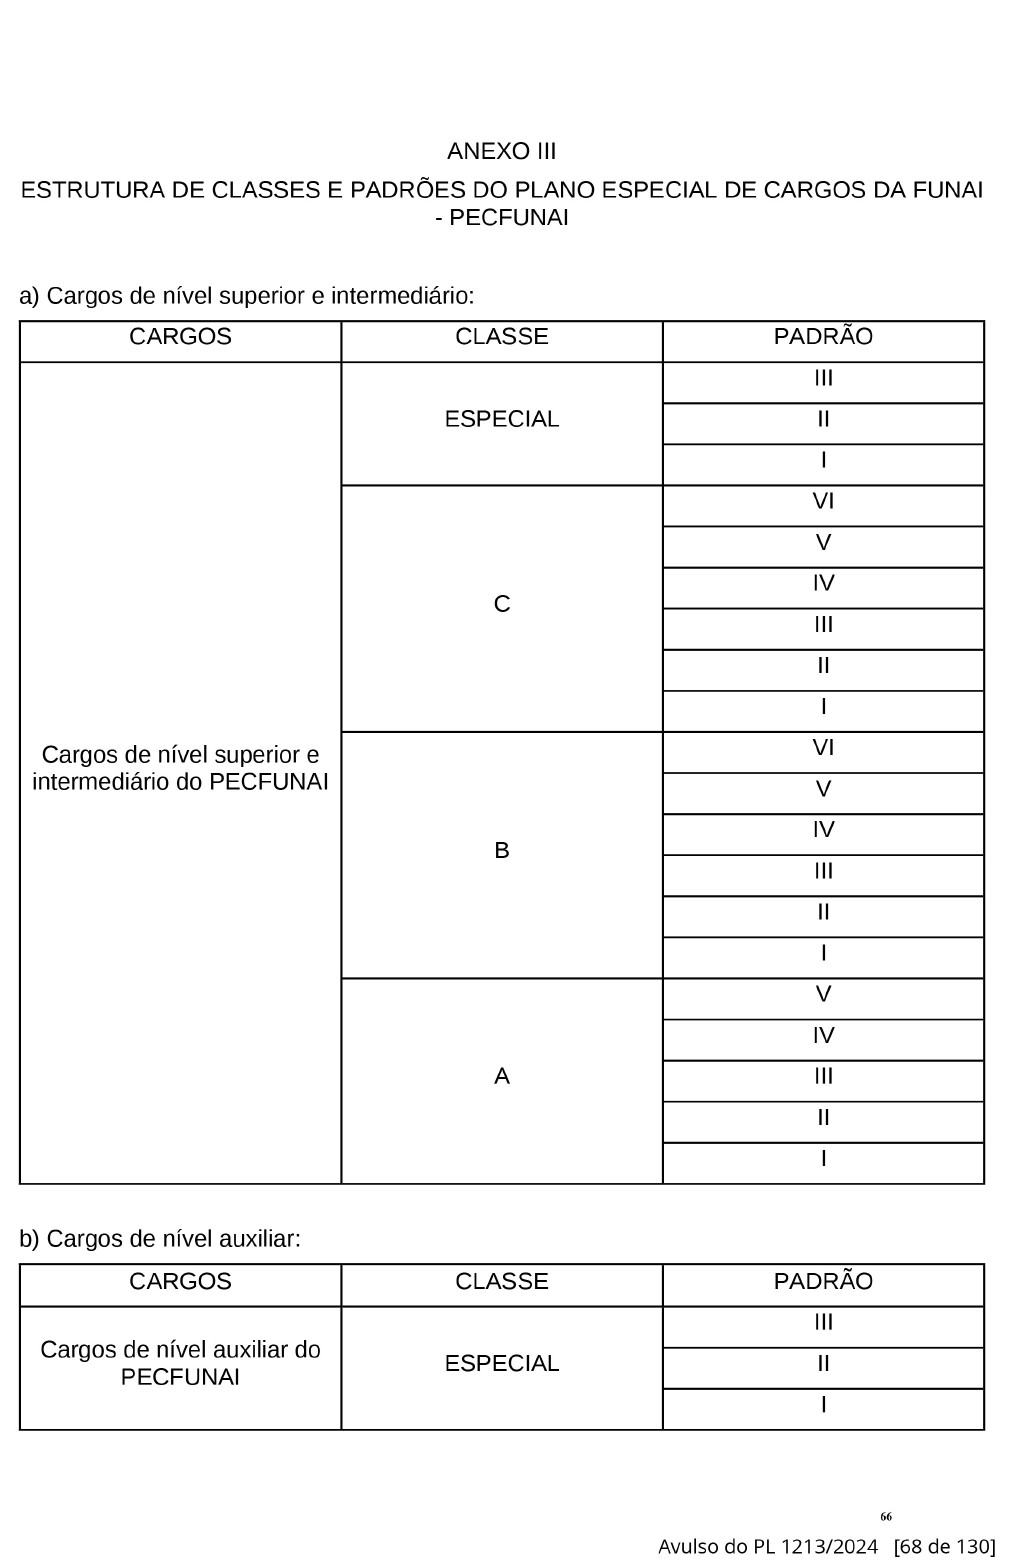 ANEXO III
ESTRUTURA DE CLASSES E PADRÕES DO PLANO ESPECIAL DE CARGOS DA FUNAI
- PECFUNAI
a) Cargos de nível superior e intermediário:
CARGOS CLASSE PADRÃO
Cargos de nível superior e
intermediário do PECFUNAI
ESPECIAL
III
II
I
C
VI
V
IV
III
II
I
B
VI
V
IV
III
II
I
A
V
IV
III
II
I
b) Cargos de nível auxiliar:
CARGOS CLASSE PADRÃO
Cargos de nível auxiliar do
PECFUNAI
ESPECIAL
III
II
I
66
Avulso do PL 1213/2024 [68 de 130]